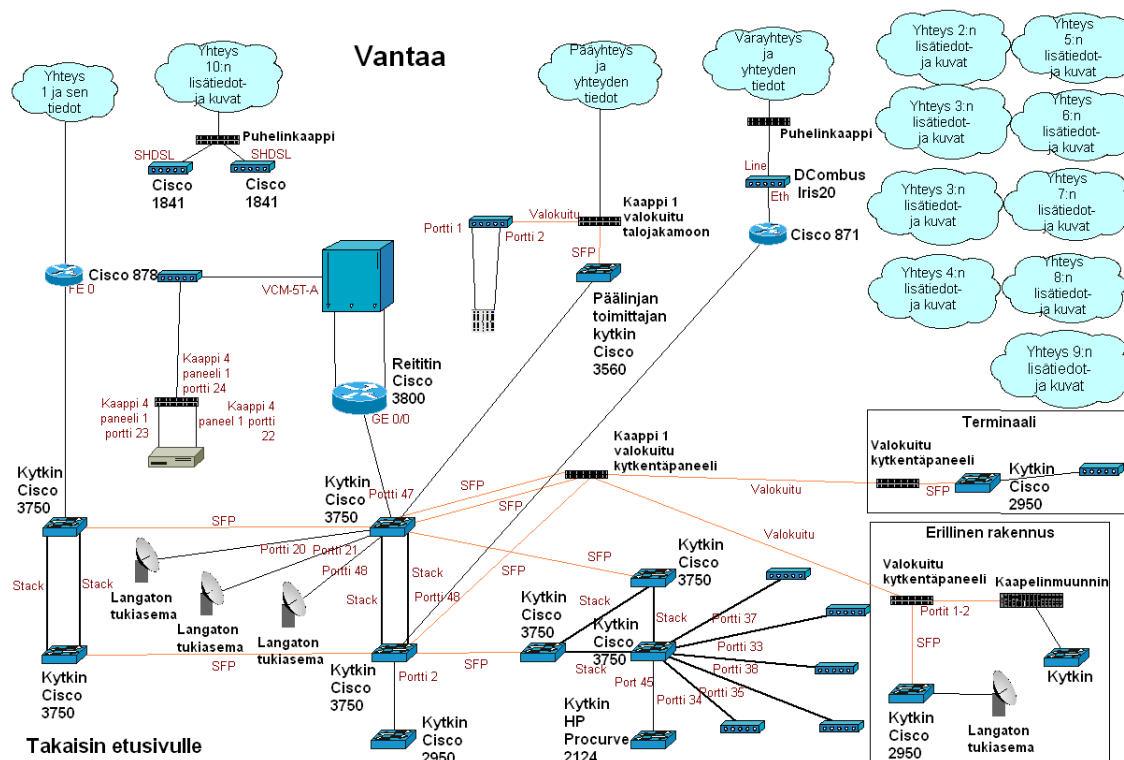 Vantaa
Yhteys
1 ja sen
tiedot
Yhteys
10:n
lisätiedot-
ja kuvat
Pääyhteys
ja
yhteyden
tiedot
Varayhteys
ja
yhteyden
tiedot
Yhteys 2:n
lisätiedot-
ja kuvat
Yhteys
5:n
lisätiedot-
ja kuvat
Yhteys 3:n
lisätiedot-
ja kuvat
Yhteys
6:n
lisätiedot-
ja kuvat
Yhteys 3:n
lisätiedot-
ja kuvat
Yhteys
7:n
lisätiedot-
ja kuvat
Yhteys 4:n
lisätiedot-
ja kuvat
Yhteys
8:n
lisätiedot-
ja kuvat
Yhteys 9:n
lisätiedot-
ja kuvat
Puhelinkaappi
SHDSL
SHDSL
Cisco
1841
Cisco
1841
Puhelinkaappi
Line
DCombus
Iris20
Eth
Cisco 871
Portti 1
Valokuitu
Portti 2
Kaappi 1
valokuitu
talojakamoon
SFP
Päälinjan
toimittajan
kytkin
Cisco
3560
Cisco 878
FE 0
VCM-5T-A
Reititin
Cisco
3800
GE 0/0
Kaappi 4
paneeli 1
portti 24
Kaappi 4
paneeli 1
portti 23
Kaappi 4
paneel 1 portti
22
Kaappi 1
valokuitu
kytkentäpaneeli
Terminaali
Valokuitu
kytkentäpaneeli
Kytkin
Cisco
2950
SFP
Valokuitu
Kytkin
Cisco
3750
Kytkin
Cisco
3750
Portti 47
SFP
SFP
SFP
Portti 20
Portti 21
Portti 48
Langaton
tukiasema
Langaton
tukiasema
Langaton
tukiasema
Stack
Stack
Stack
Stack
Portti 48
SFP
SFP
Valokuitu
Kytkin
Cisco
3750
Stack
Stack
Kytkin
Cisco
3750
Kytkin
Cisco
3750
Portti 37
Portti 33
Portti 38
Portti 35
Portti 34
Port 45
Stack
SFP
SFP
Kytkin
Cisco
3750
Kytkin
Cisco
3750
Portti 2
Kytkin
Cisco
2950
Kytkin
HP
Procurve
2124
Erillinen rakennus
Valokuitu
kytkentäpaneeli
Kaapelinmuunnin
Portit 1-2
SFP
Kytkin
Kytkin
Cisco
2950
Langaton
tukiasema
Takaisin etusivulle